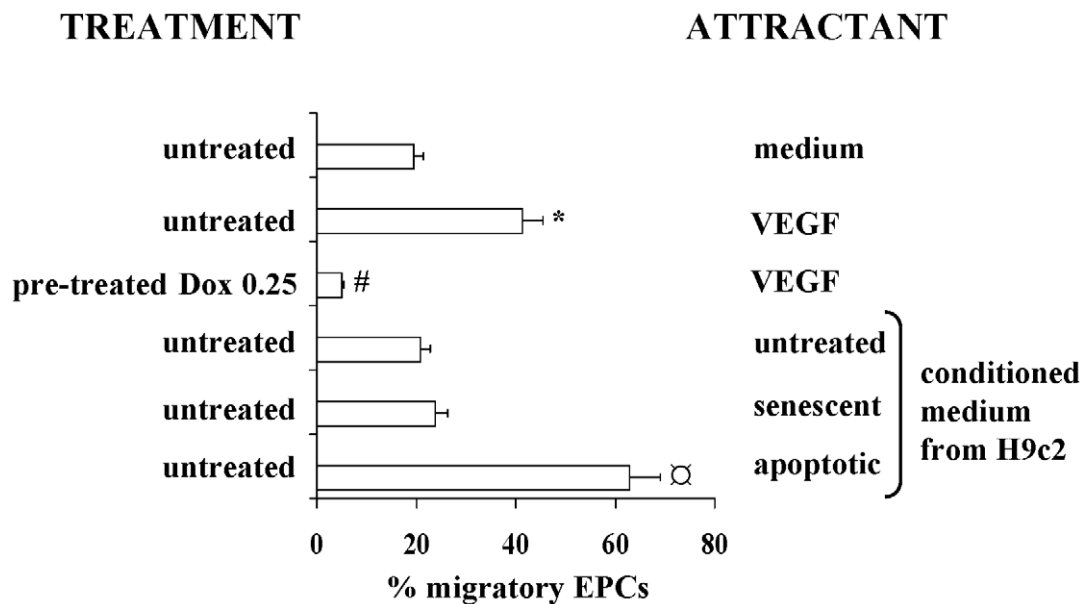 TREATMENT ATTRACTANT
untreated medium
untreated * VEGF
pre-treated Dox 0.25 # VEGF
untreated untreated
untreated senescent
untreated ¤ apoptotic
conditioned
medium
from H9c2
0 20 40 60 80
% migratory EPCs